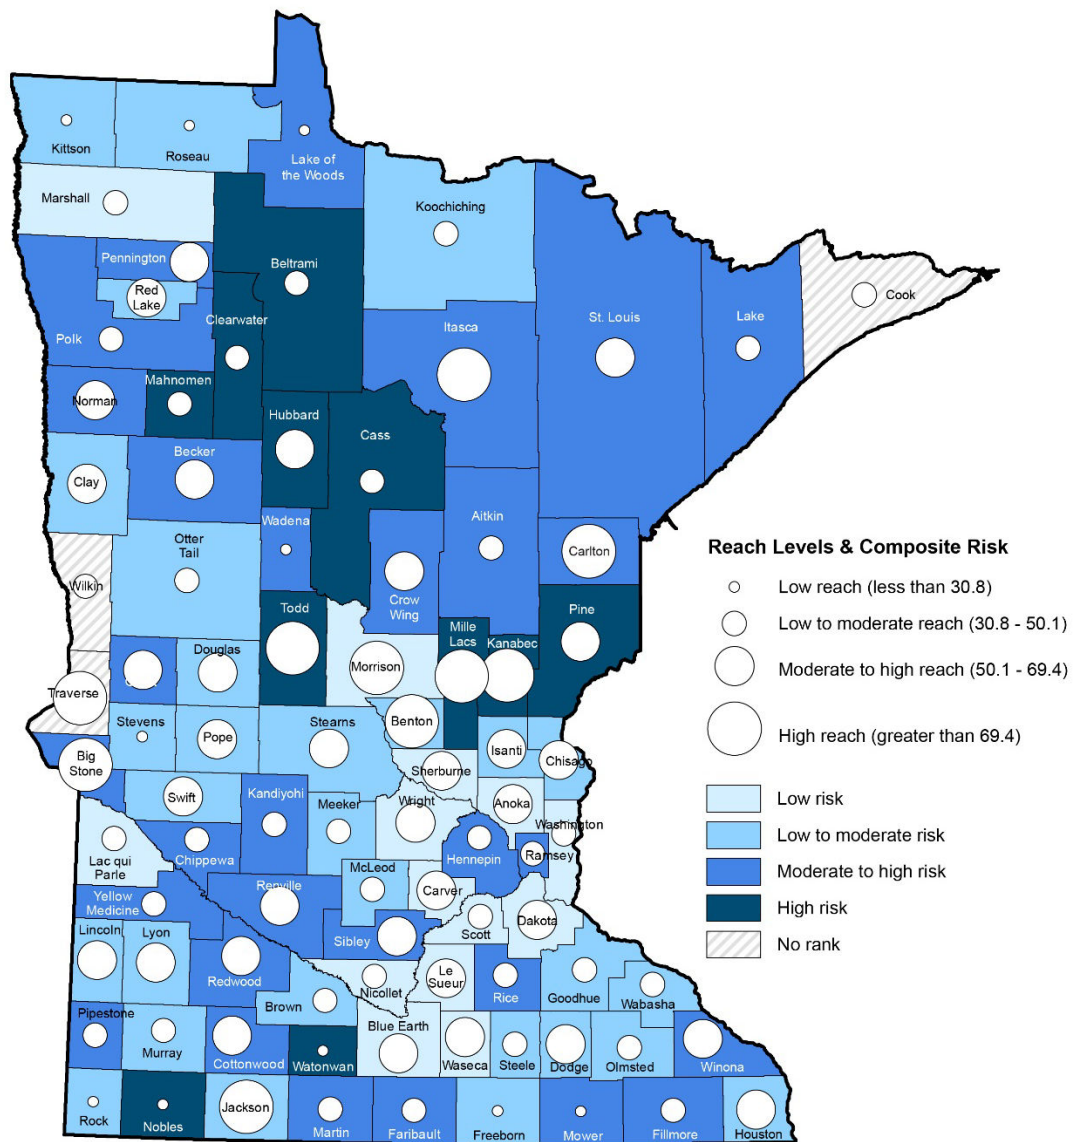 Kittson
Roseau
Lake of
the Woods
Marshall
Koochiching
Pennington
Beltrami
Red
Lake
Cook
Clearwater
Itasca
St. Louis
Lake
Polk
Mahnomen
Norman
Hubbard
Cass
Becker
Clay
Wadena
Aitkin
Otter
Tail
Carlton
Wilkin
Crow
Wing
Todd
Pine
Mille
Lacs
Kanabec
Douglas
Morrison
Traverse
Stevens
Stearns
Benton
Pope
Isanti
Big
Stone
Chisago
Sherburne
Swift
Kandiyohi
Meeker
Wright
Anoka
Washington
Lac qui
Parle
Chippewa
Hennepin
Ramsey
McLeod
Renville
Carver
Yellow
Medicine
Lincoln
Lyon
Sibley
Scott
Dakota
Redwood
Nicollet
Le
Sueur
Rice
Goodhue
Wabasha
Brown
Pipestone
Murray
Cottonwood
Watonwan
Blue Earth
Waseca
Steele
Dodge
Olmsted
Winona
Rock
Nobles
Jackson
Martin
Faribault
Freeborn
Mower
Fillmore
Houston
Reach Levels & Composite Risk
Low reach (less than 30.8)
Low to moderate reach (30.8 - 50.1)
Moderate to high reach (50.1 - 69.4)
High reach (greater than 69.4)
Low risk
Low to moderate risk
Moderate to high risk
High risk
No rank